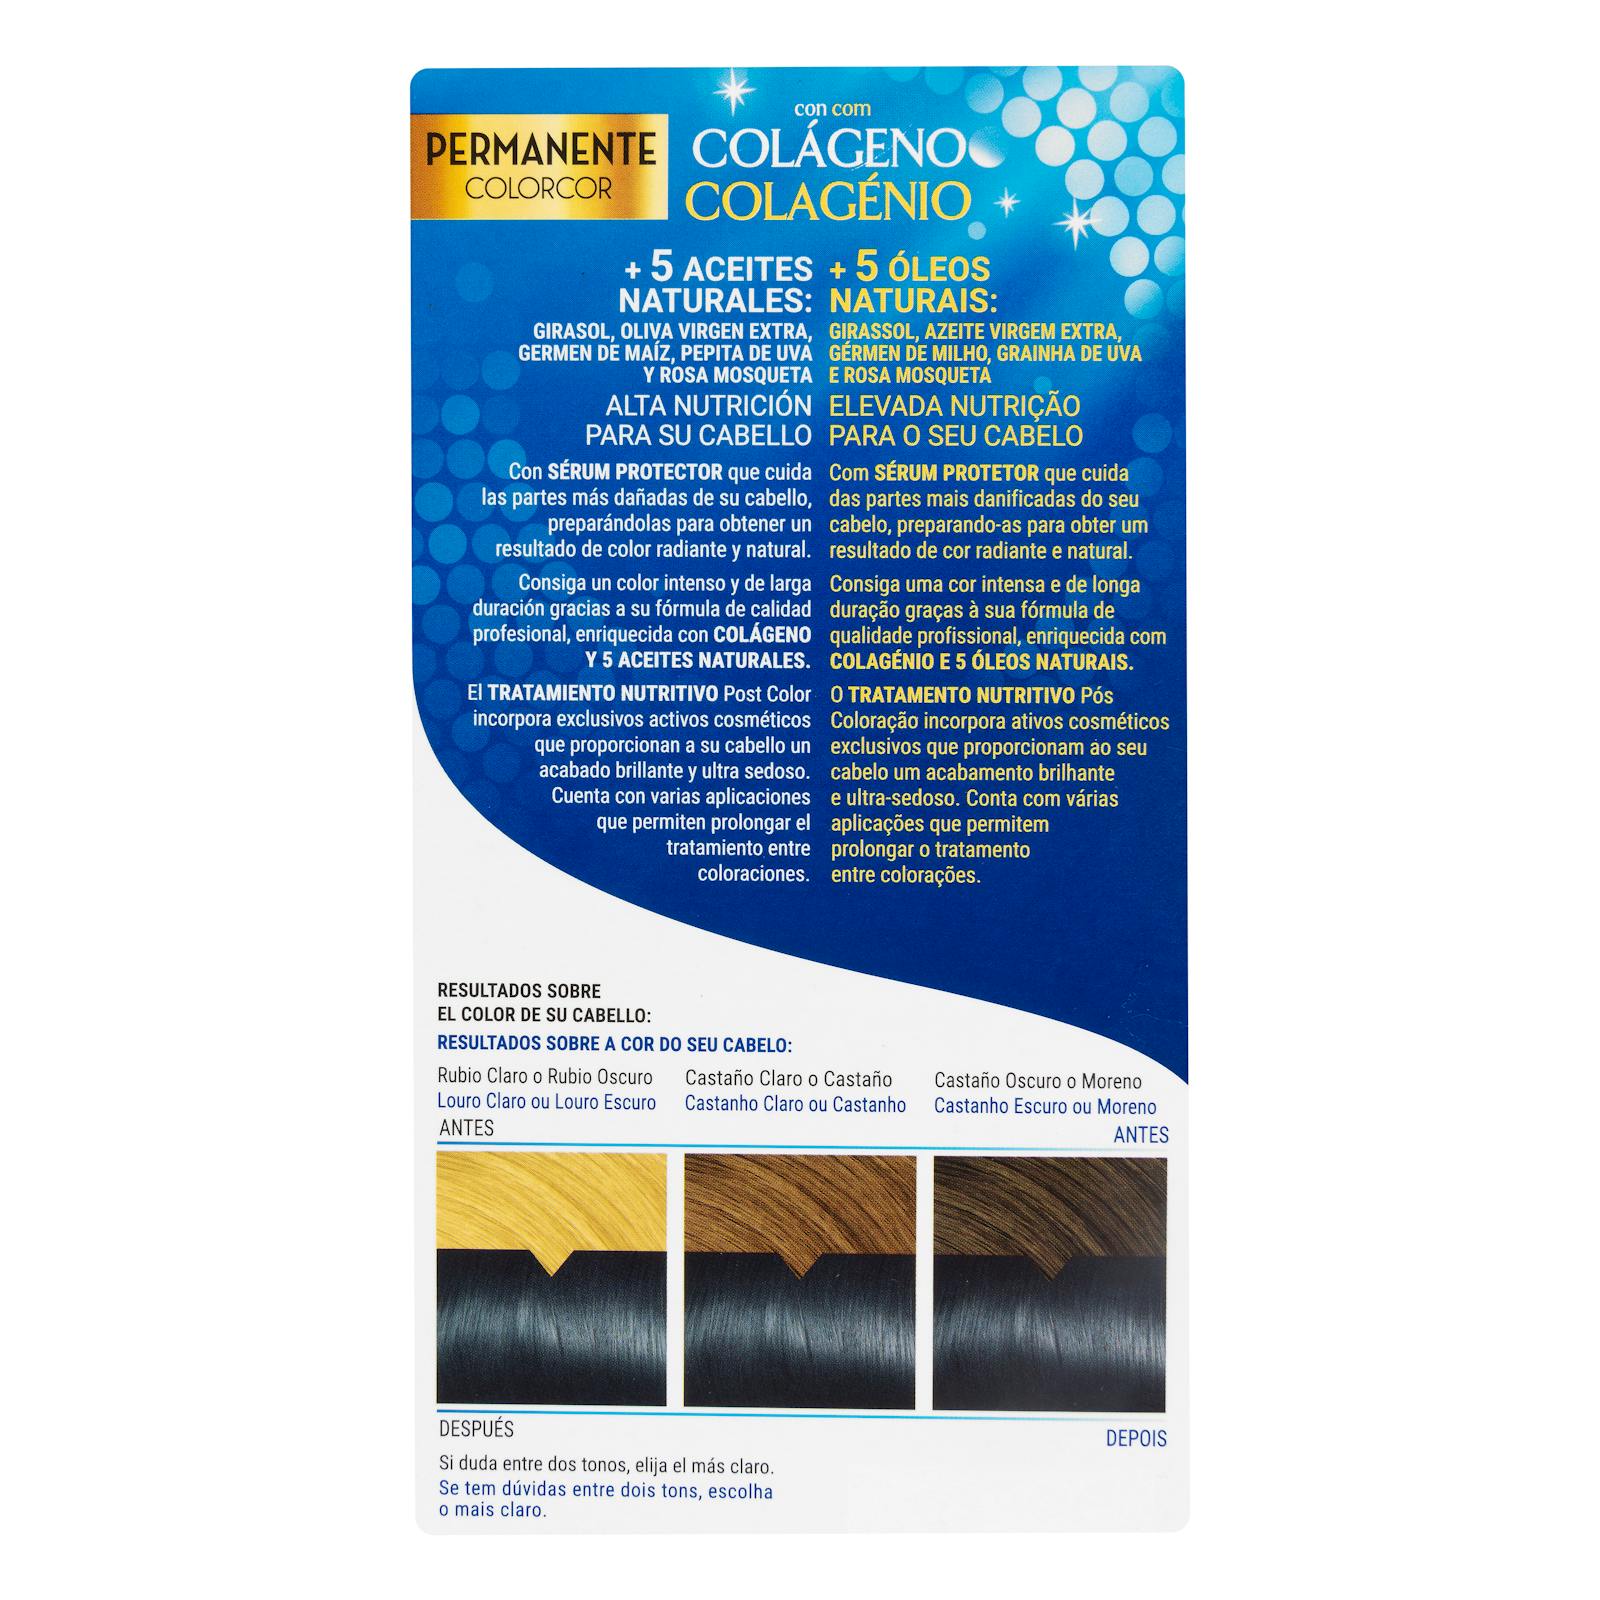 PERMANENTE
COLORCOR
con com
COLÁGENO
COLAGÉNIO
+ 5 ACEITES
NATURALES:
GIRASOL, OLIVA VIRGEN EXTRA,
GERMEN DE MAÍZ, PEPITA DE UVA
Y ROSA MOSQUETA
ALTA NUTRICIÓN
PARA SU CABELLO
Con SÉRUM PROTECTOR que cuida
las partes más dañadas de su cabello,
preparándolas para obtener un
resultado de color radiante y natural.
Consiga un color intenso y de larga
duración gracias a su fórmula de calidad
profesional, enriquecida con COLÁGENO
Y 5 ACEITES NATURALES.
El TRATAMIENTO NUTRITIVO Post Color
incorpora exclusivos activos cosméticos
que proporcionan a su cabello un
acabado brillante y ultra sedoso.
Cuenta con varias aplicaciones
que permiten prolongar el
tratamiento entre
coloraciones.
+ 5 ÓLEOS
NATURAIS:
GIRASSOL, AZEITE VIRGEM EXTRA,
GÉRMEN DE MILHO, GRAINHA DE UVA
E ROSA MOSQUETA
ELEVADA NUTRIÇÃO
PARA O SEU CABELO
Com SÉRUM PROTETOR que cuida
das partes mais danificadas do seu
cabelo, preparando-as para obter um
resultado de cor radiante e natural.
Consiga uma cor intensa e de longa
duração graças à sua fórmula de
qualidade profissional, enriquecida com
COLAGÉNIO E 5 ÓLEOS NATURAIS.
O TRATAMENTO NUTRITIVO Pós
Coloração incorpora ativos cosméticos
exclusivos que proporcionam ao seu
cabelo um acabamento brilhante
e ultra-sedoso. Conta com várias
aplicações que permitem
prolongar o tratamento
entre colorações.
RESULTADOS SOBRE
EL COLOR DE SU CABELLO:
RESULTADOS SOBRE A COR DO SEU CABELO:
Rubio Claro o Rubio Oscuro
Louro Claro ou Louro Escuro
Castaño Claro o Castaño
Castanho Claro ou Castanho
Castaño Oscuro o Moreno
Castanho Escuro ou Moreno
ANTES
ANTES
DESPUÉS
DEPOIS
Si duda entre dos tonos, elija el más claro.
Se tem dúvidas entre dois tons, escolha
o mais claro.